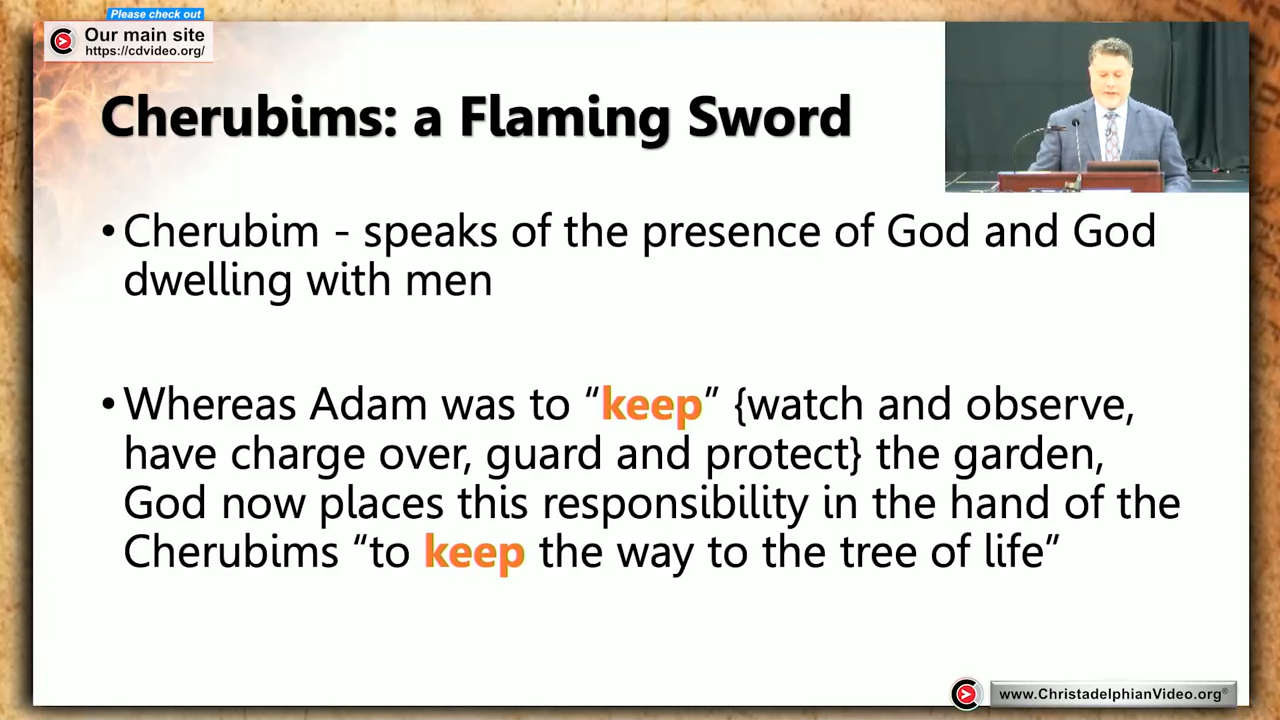 Please check out
Our main site
https://cdvideo.org/
Cherubims: a Flaming Sword
•Cherubim - speaks of the presence of God and God
dwelling with men
•Whereas Adam was to “keep” {watch and observe,
have charge over, guard and protect} the garden,
God now places this responsibility in the hand of the
Cherubims “to keep the way to the tree of life”
www.ChristadelphianVideo.org®